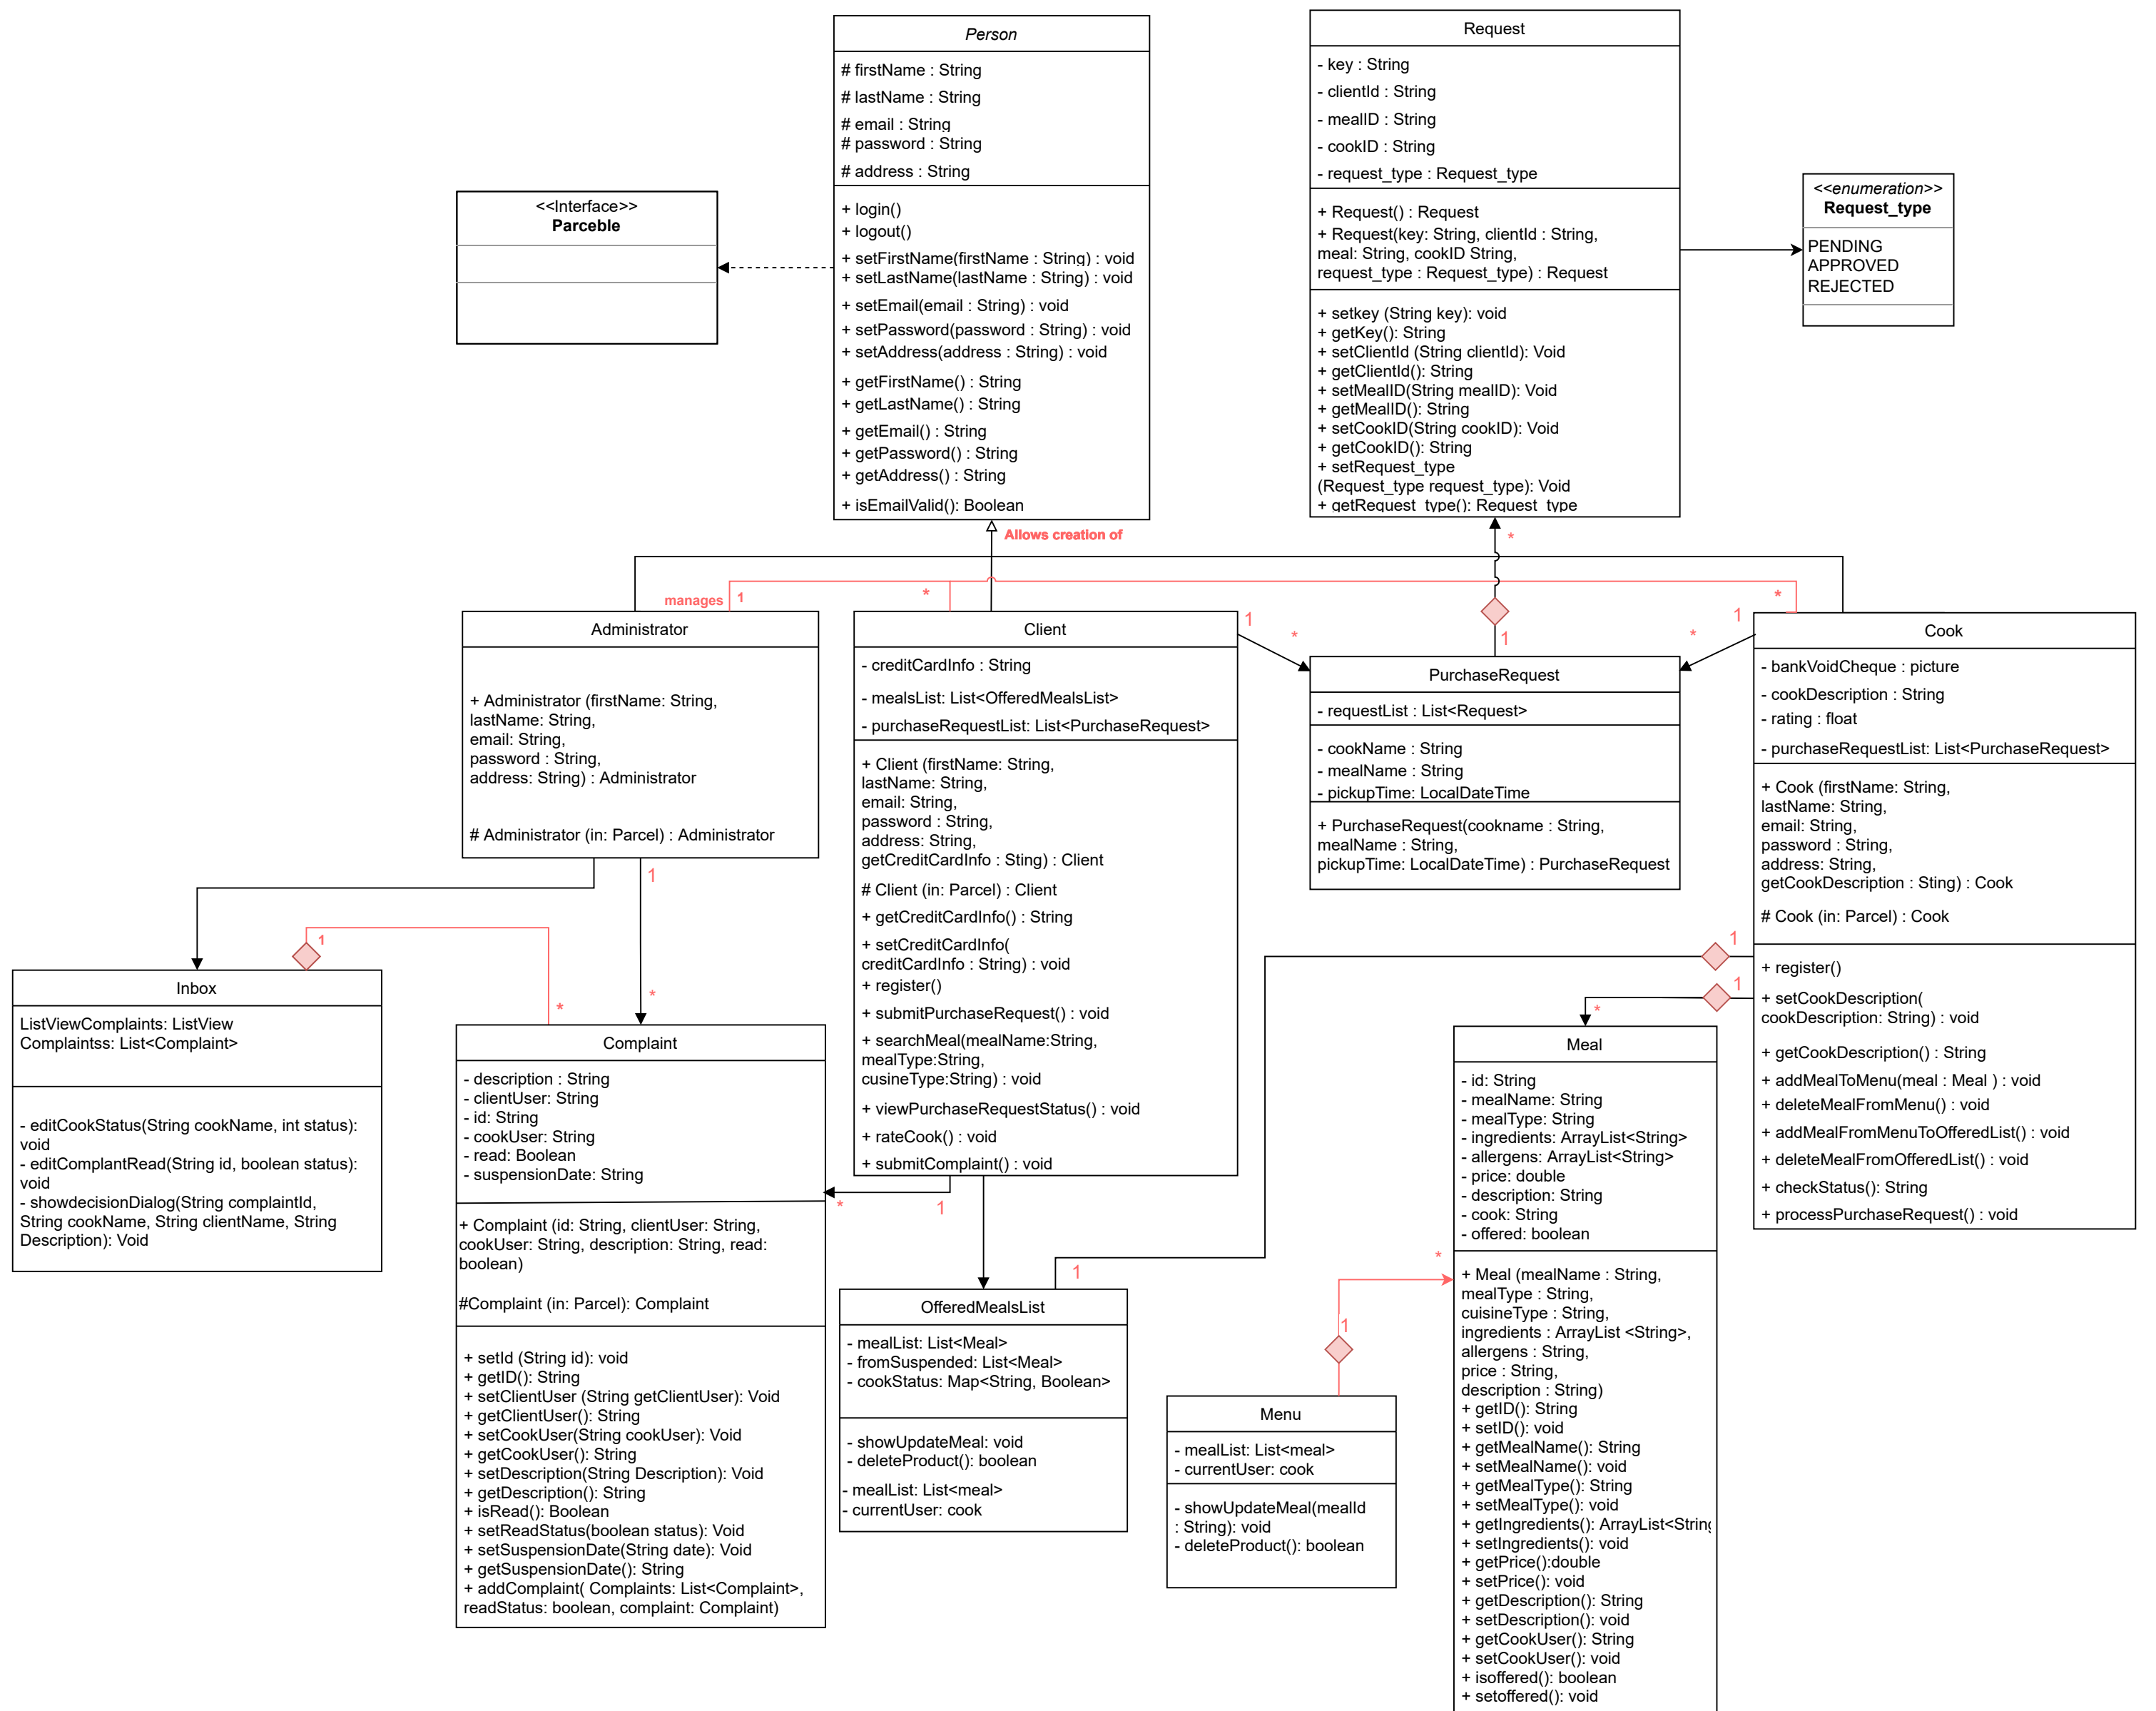 Person
# firstName : String
# lastName : String
# email : String
# password : String
# address : String
+ login()
+ logout()
+ setFirstName(firstName : String) : void
+ setLastName(lastName : String) : void
+ setEmail(email : String) : void
+ setPassword(password : String) : void
+ setAddress(address : String) : void
+ getFirstName() : String
+ getLastName() : String
+ getEmail() : String
+ getPassword() : String
+ getAddress() : String
+ isEmailValid(): Boolean
Request
- key : String
- clientId : String
- mealID : String
- cookID : String
- request_type : Request_type
+ Request() : Request
+ Request(key: String, clientId : String,
meal: String, cookID String,
request_type : Request_type) : Request
+ setkey (String key): void
+ getKey(): String
+ setClientId (String clientId): Void
+ getClientId(): String
+ setMealID(String mealID): Void
+ getMealID(): String
+ setCookID(String cookID): Void
+ getCookID(): String
+ setRequest_type
(Request_type request_type): Void
+ getRequest_type(): Request_type
<<enumeration>>
Request_type
PENDING
APPROVED
REJECTED
<<Interface>>
Parceble
Allows creation of
*
manages
1
*
*
Administrator
+ Administrator (firstName: String,
lastName: String,
email: String,
password : String,
address: String) : Administrator
# Administrator (in: Parcel) : Administrator
1
*
Client
- creditCardInfo : String
- mealsList: List<OfferedMealsList>
- purchaseRequestList: List<PurchaseRequest>
+ Client (firstName: String,
lastName: String,
email: String,
password : String,
address: String,
getCreditCardInfo : Sting) : Client
# Client (in: Parcel) : Client
+ getCreditCardInfo() : String
+ setCreditCardInfo(
creditCardInfo : String) : void
+ register()
+ submitPurchaseRequest() : void
+ searchMeal(mealName:String,
mealType:String,
cusineType:String) : void
+ viewPurchaseRequestStatus() : void
+ rateCook() : void
+ submitComplaint() : void
1
*
1
*
1
PurchaseRequest
- requestList : List<Request>
- cookName : String
- mealName : String
- pickupTime: LocalDateTime
+ PurchaseRequest(cookname : String,
mealName : String,
pickupTime: LocalDateTime) : PurchaseRequest
Cook
- bankVoidCheque : picture
- cookDescription : String
- rating : float
- purchaseRequestList: List<PurchaseRequest>
+ Cook (firstName: String,
lastName: String,
email: String,
password : String,
address: String,
getCookDescription : Sting) : Cook
# Cook (in: Parcel) : Cook
+ register()
+ setCookDescription(
cookDescription: String) : void
+ getCookDescription() : String
+ addMealToMenu(meal : Meal ) : void
+ deleteMealFromMenu() : void
+ addMealFromMenuToOfferedList() : void
+ deleteMealFromOfferedList() : void
+ checkStatus(): String
+ processPurchaseRequest() : void
1
1
*
1
*
Inbox
ListViewComplaints: ListView
Complaintss: List<Complaint>
- editCookStatus(String cookName, int status):
void
- editComplantRead(String id, boolean status):
void
- showdecisionDialog(String complaintId,
String cookName, String clientName, String
Description): Void
Complaint
- description : String
- clientUser: String
- id: String
- cookUser: String
- read: Boolean
- suspensionDate: String
+ Complaint (id: String, clientUser: String,
cookUser: String, description: String, read:
boolean)
#Complaint (in: Parcel): Complaint
+ setId (String id): void
+ getID(): String
+ setClientUser (String getClientUser): Void
+ getClientUser(): String
+ setCookUser(String cookUser): Void
+ getCookUser(): String
+ setDescription(String Description): Void
+ getDescription(): String
+ isRead(): Boolean
+ setReadStatus(boolean status): Void
+ setSuspensionDate(String date): Void
+ getSuspensionDate(): String
+ addComplaint( Complaints: List<Complaint>,
readStatus: boolean, complaint: Complaint)
*
1
1
OfferedMealsList
- mealList: List<Meal>
- fromSuspended: List<Meal>
- cookStatus: Map<String, Boolean>
- showUpdateMeal: void
- deleteProduct(): boolean
- mealList: List<meal>
- currentUser: cook
*
1
Menu
- mealList: List<meal>
- currentUser: cook
- showUpdateMeal(mealId
: String): void
- deleteProduct(): boolean
Meal
- id: String
- mealName: String
- mealType: String
- ingredients: ArrayList<String>
- allergens: ArrayList<String>
- price: double
- description: String
- cook: String
- offered: boolean
+ Meal (mealName : String,
mealType : String,
cuisineType : String,
ingredients : ArrayList <String>,
allergens : String,
price : String,
description : String)
+ getID(): String
+ setID(): void
+ getMealName(): String
+ setMealName(): void
+ getMealType(): String
+ setMealType(): void
+ getIngredients(): ArrayList<String
+ setIngredients(): void
+ getPrice():double
+ setPrice(): void
+ getDescription(): String
+ setDescription(): void
+ getCookUser(): String
+ setCookUser(): void
+ isoffered(): boolean
+ setoffered(): void